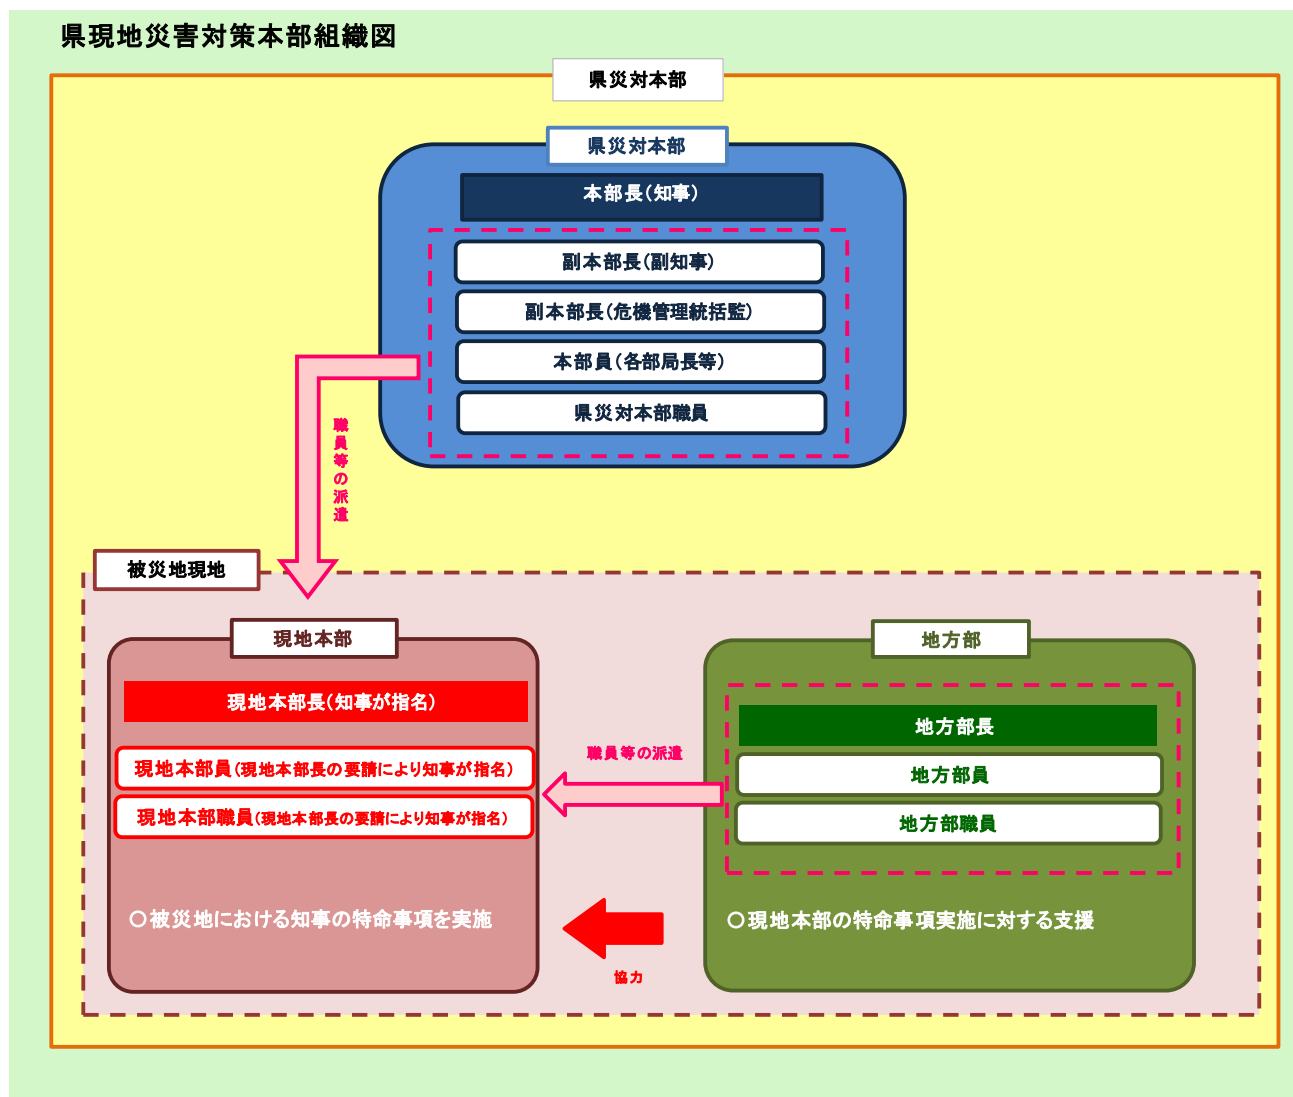 県現地災害対策本部組織図
県災対本部
県災対本部
本部長（知事）
副本部長（副知事）
副本部長（危機管理統括監）
本部員（各部局長等）
県災対本部職員
職員等の派遣
被災地現地
現地本部
現地本部長（知事が指名）
現地本部員（現地本部長の要請により知事が指名）
現地本部職員（現地本部長の要請により知事が指名）
〇被災地における知事の特命事項を実施
職員等の派遣
協力
地方部
地方部長
地方部員
地方部職員
〇現地本部の特命事項実施に対する支援